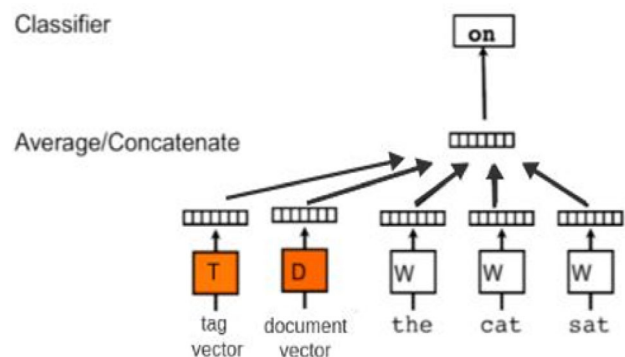 Classifier
on
Average/Concatenate
T D W W W
tag document the cat sat
vector vector